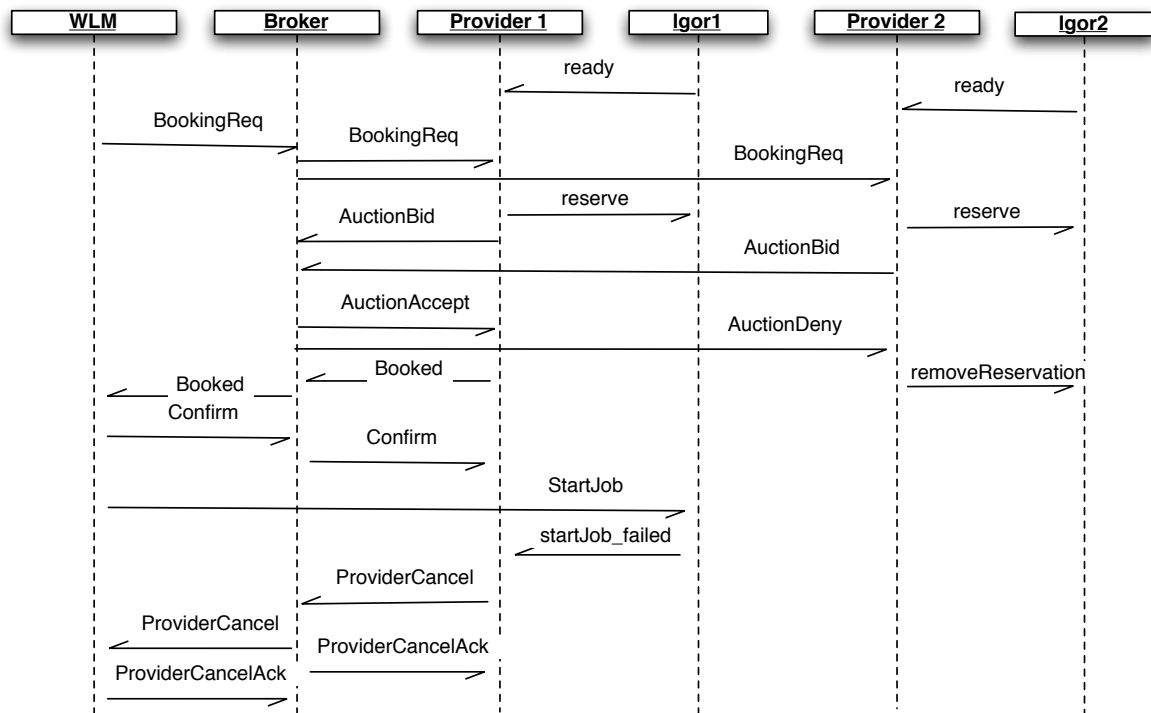 WLM
Broker
Provider 1
Igor1
Provider 2
Igor2
ready
ready
BookingReq
BookingReq
BookingReq
reserve
reserve
AuctionBid
AuctionBid
AuctionAccept
AuctionDeny
Booked
removeReservation
Booked
Confirm
Confirm
StartJob
startJob_failed
ProviderCancel
ProviderCancel
ProviderCancelAck
ProviderCancelAck